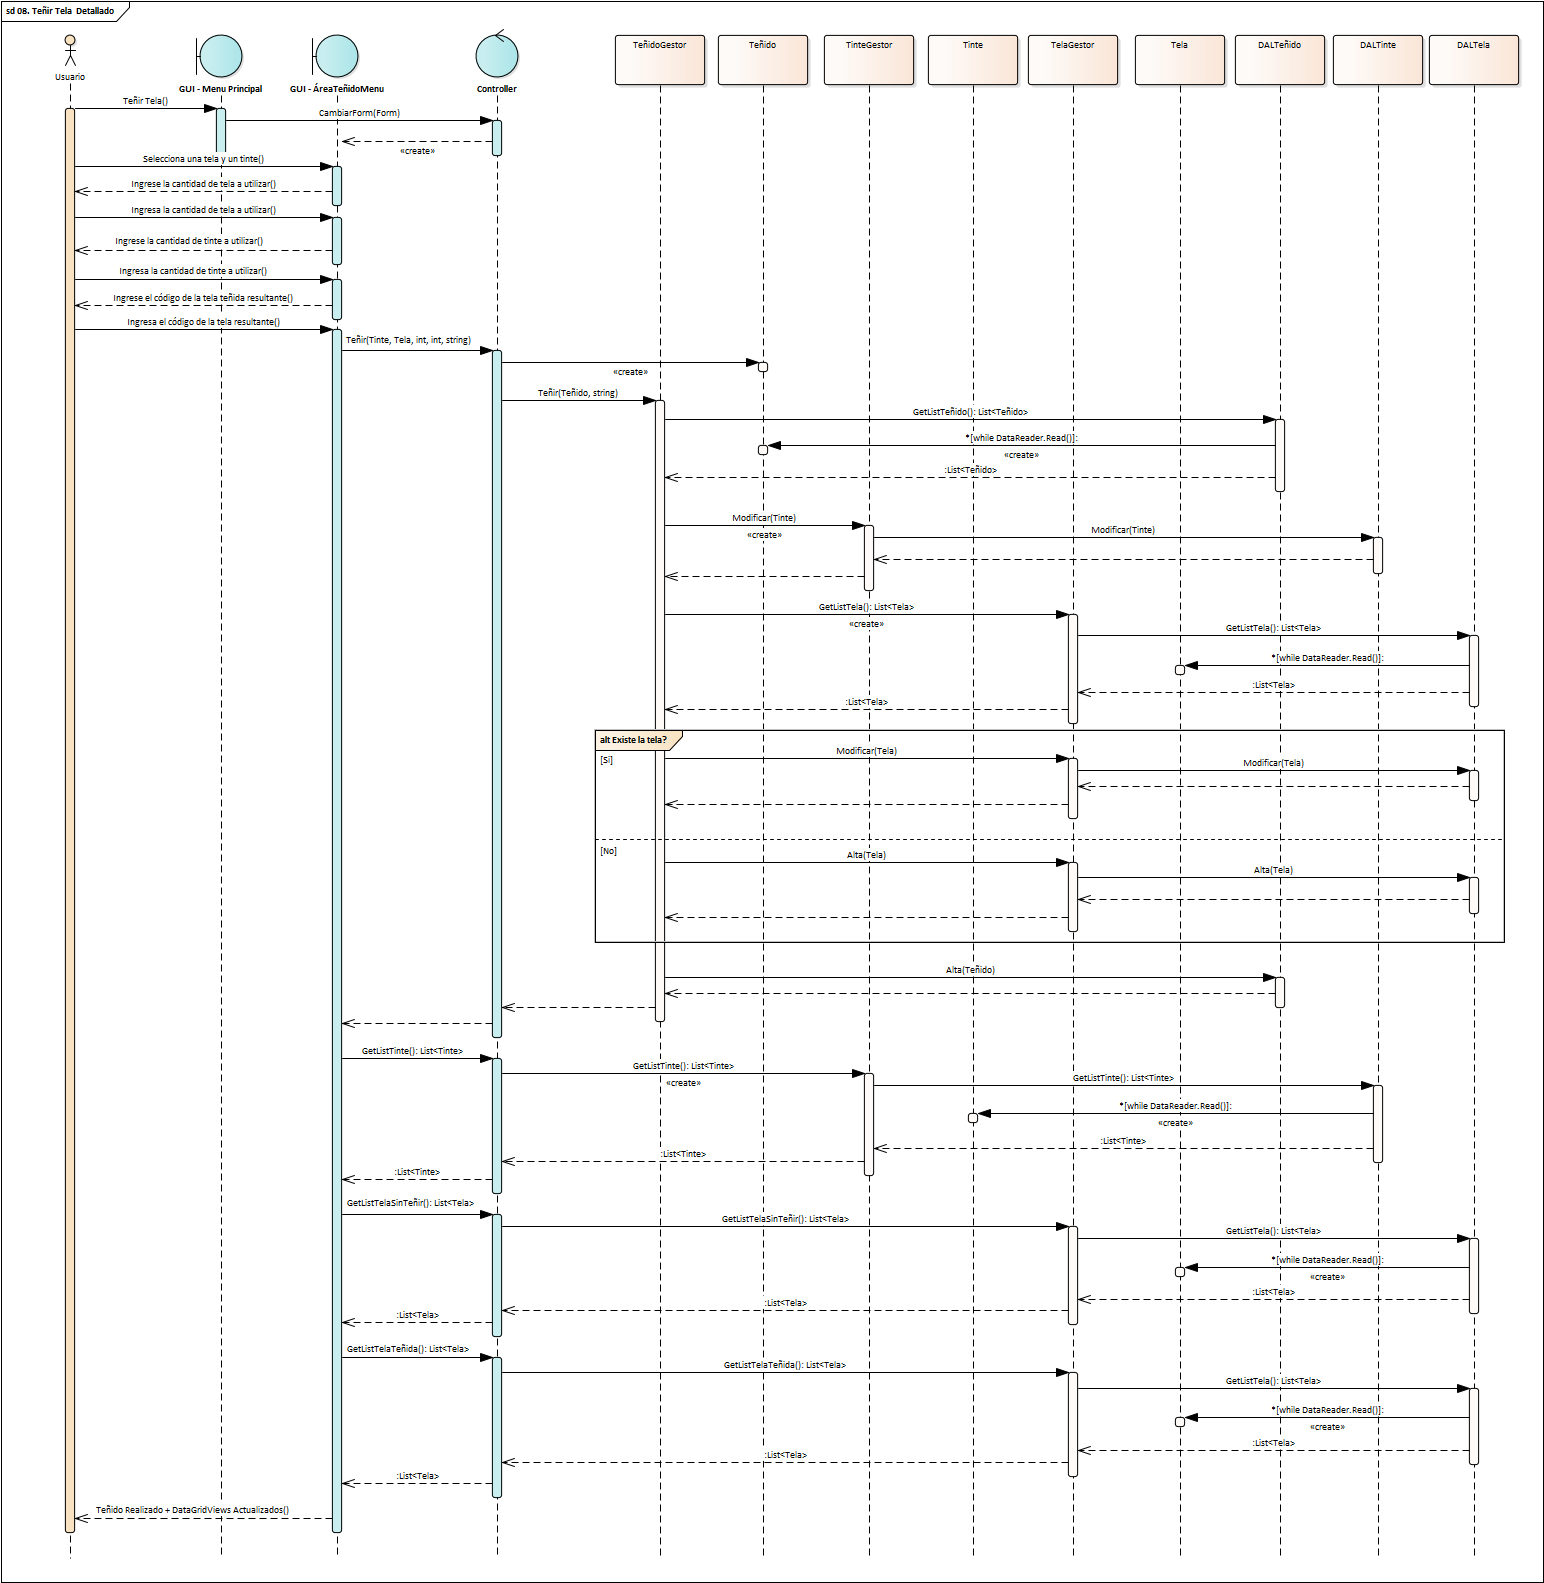 sd 08. Teñir Tela Detallado
Usuario
GUI - Menu Principal
GUI - ÁreaTeñidoMenu
Controller
TeñidoGestor
Teñido
TinteGestor
Tinte
TelaGestor
Tela
DALTeñido
DALTinte
DALTela
Teñir Tela()
CambiarForm(Form)
«create»
Selecciona una tela y un tinte()
Ingrese la cantidad de tela a utilizar()
Ingresa la cantidad de tela a utilizar()
Ingrese la cantidad de tinte a utilizar()
Ingresa la cantidad de tinte a utilizar()
Ingrese el código de la tela teñida resultante()
Ingresa el código de la tela resultante()
Teñir(Tinte, Tela, int, int, string)
«create»
Teñir(Teñido, string)
GetListTeñido(): List<Teñido>
*[while DataReader.Read()]:
«create»
:List<Teñido>
Modificar(Tinte)
«create»
Modificar(Tinte)
GetListTela(): List<Tela>
«create»
GetListTela(): List<Tela>
*[while DataReader.Read()]:
:List<Tela>
:List<Tela>
alt Existe la tela?
[Si]
Modificar(Tela)
Modificar(Tela)
[No]
Alta(Tela)
Alta(Tela)
Alta(Teñido)
GetListTinte(): List<Tinte>
GetListTinte(): List<Tinte>
«create»
GetListTinte(): List<Tinte>
*[while DataReader.Read()]:
«create»
:List<Tinte>
:List<Tinte>
:List<Tinte>
GetListTelaSinTeñir(): List<Tela>
GetListTelaSinTeñir(): List<Tela>
GetListTela(): List<Tela>
*[while DataReader.Read()]:
«create»
:List<Tela>
:List<Tela>
:List<Tela>
GetListTelaTeñida(): List<Tela>
GetListTelaTeñida(): List<Tela>
GetListTela(): List<Tela>
*[while DataReader.Read()]:
«create»
:List<Tela>
:List<Tela>
:List<Tela>
Teñido Realizado + DataGridViews Actualizados()